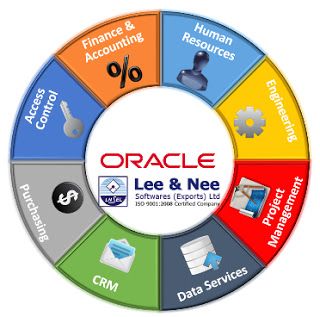 Finance &
Accounting
%
Human
Resources
Engineering
Project
Management
Data Services
CRM
$
Purchasing
Access
Control
ORACLE
Lee & Nee
Softwares (Exports) Ltd
ISO 9001:2008 Certified Company